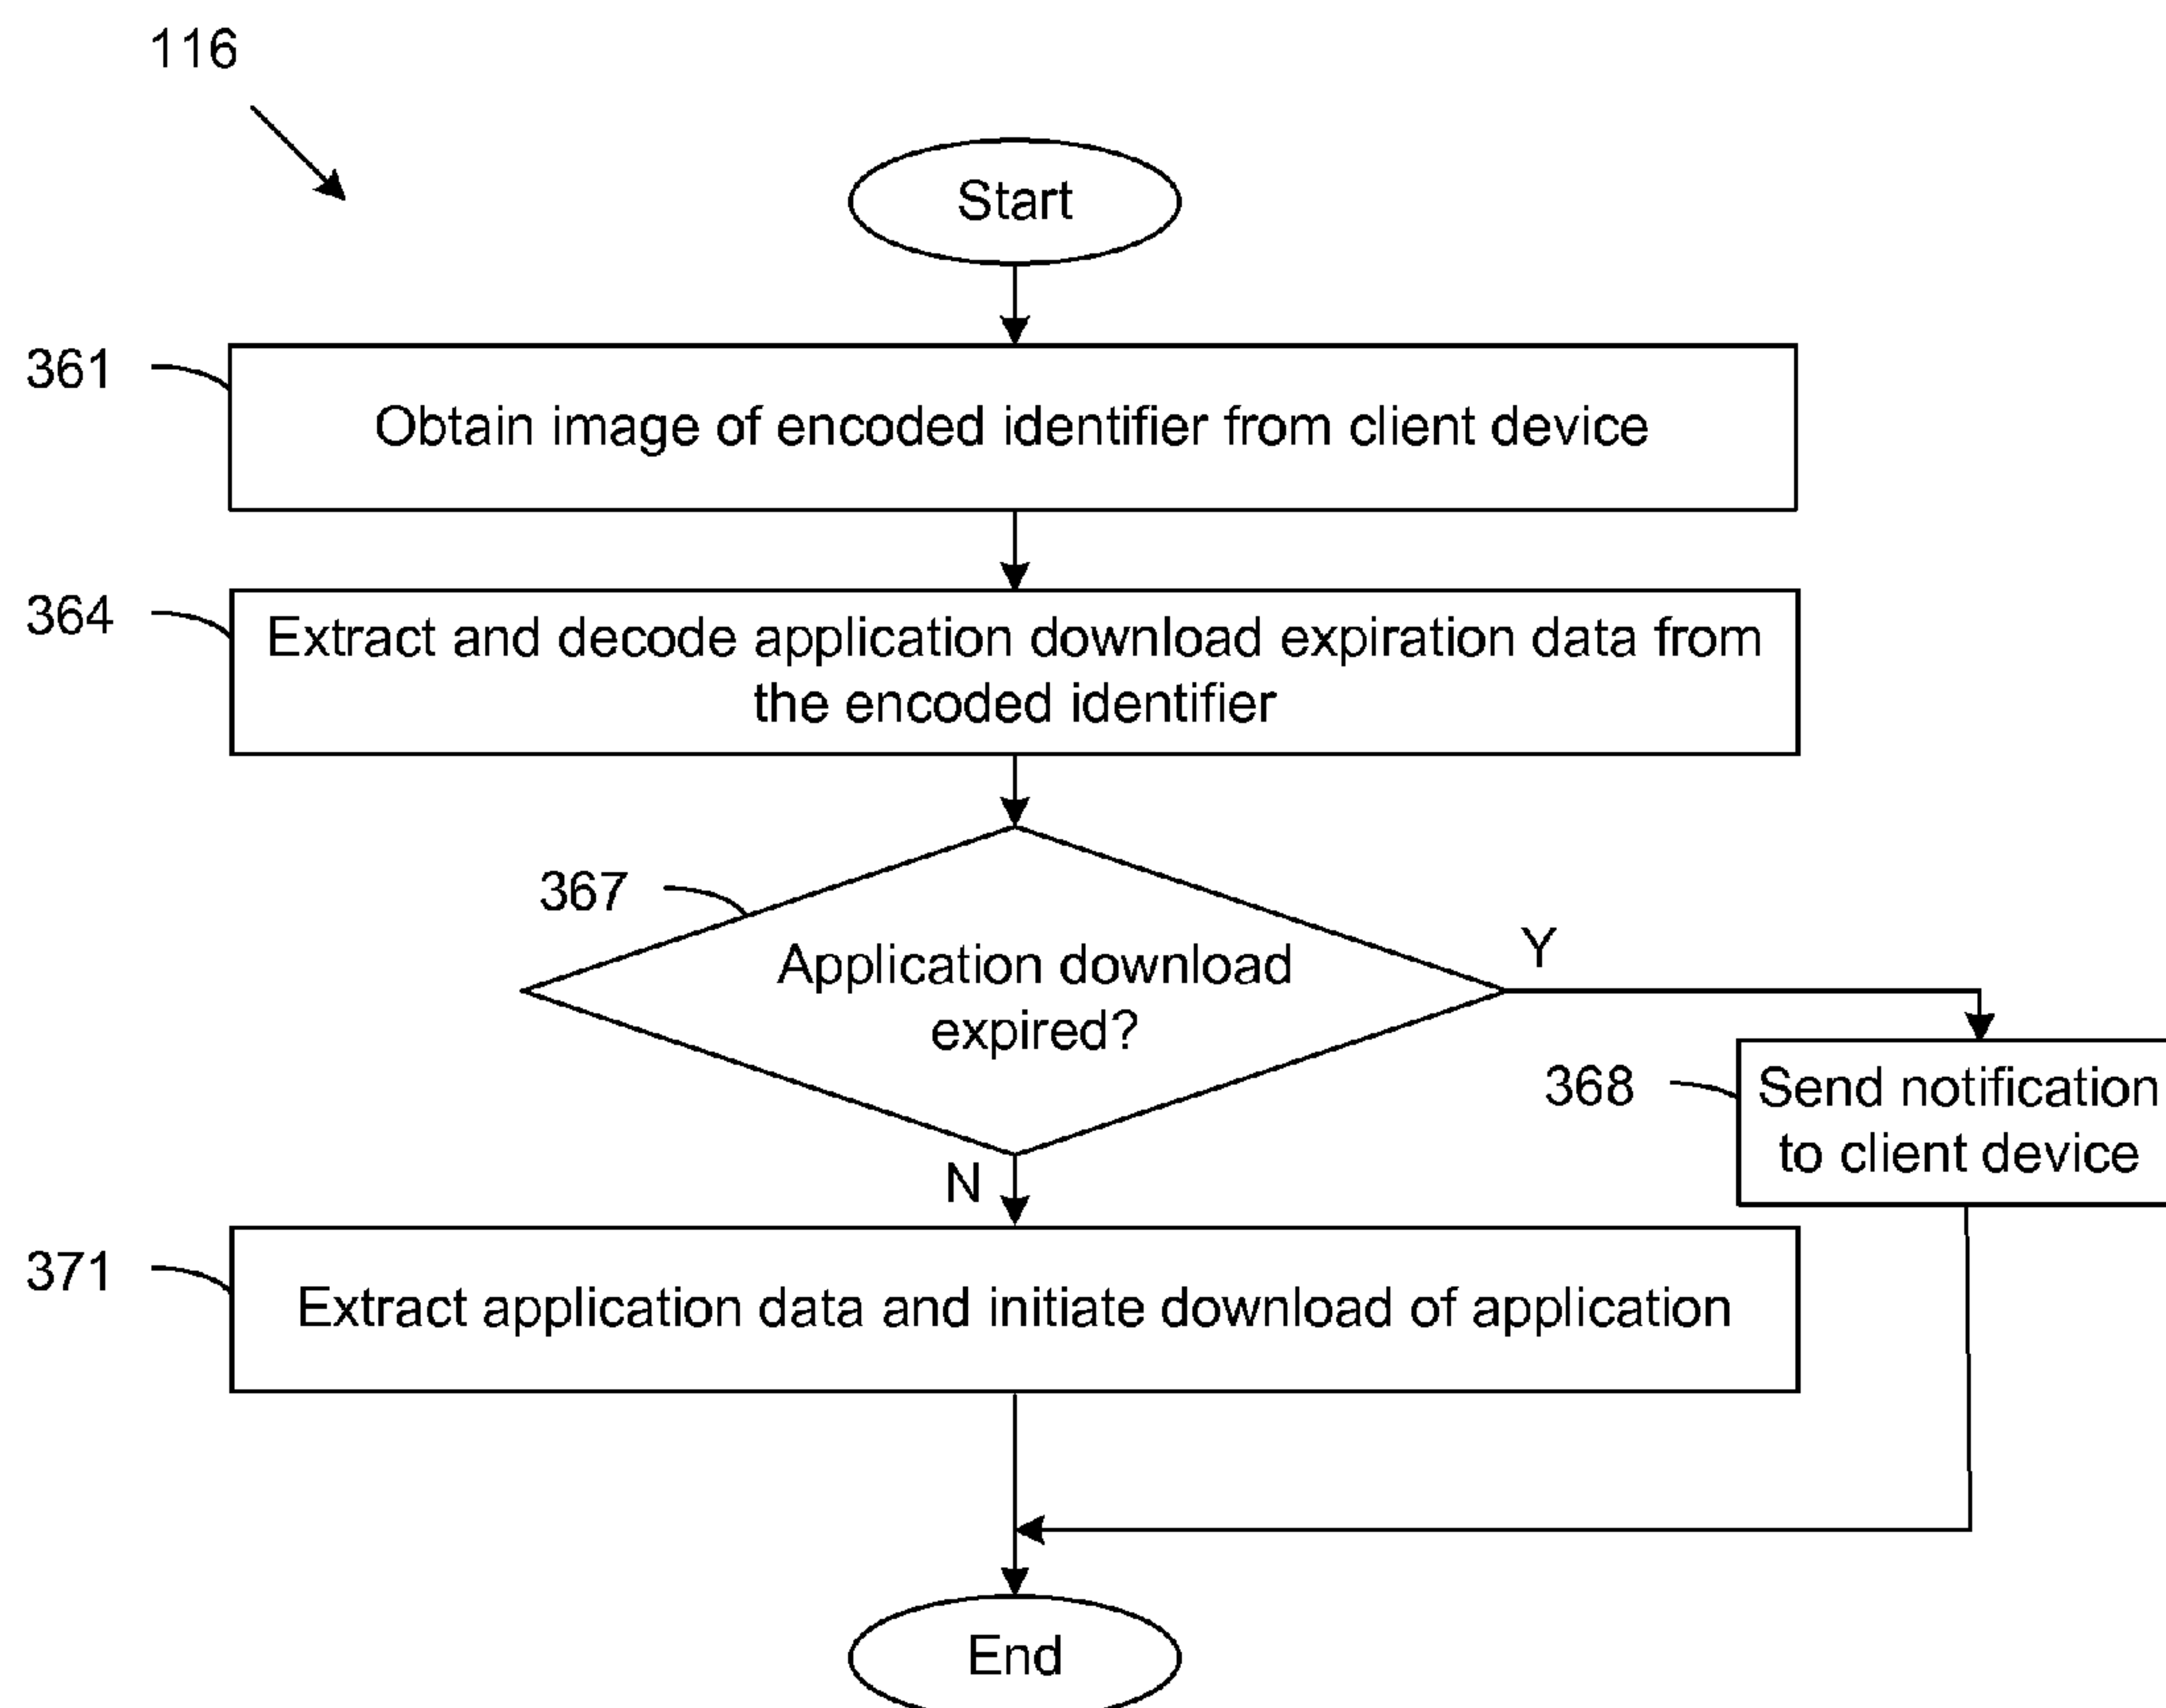 116
Start
361
Obtain image of encoded identifier from client device
364
Extract and decode application download expiration data from
the encoded identifier
367
Application download
expired?
Y
368
Send notification
to client device
N
371
Extract application data and initiate download of application
End